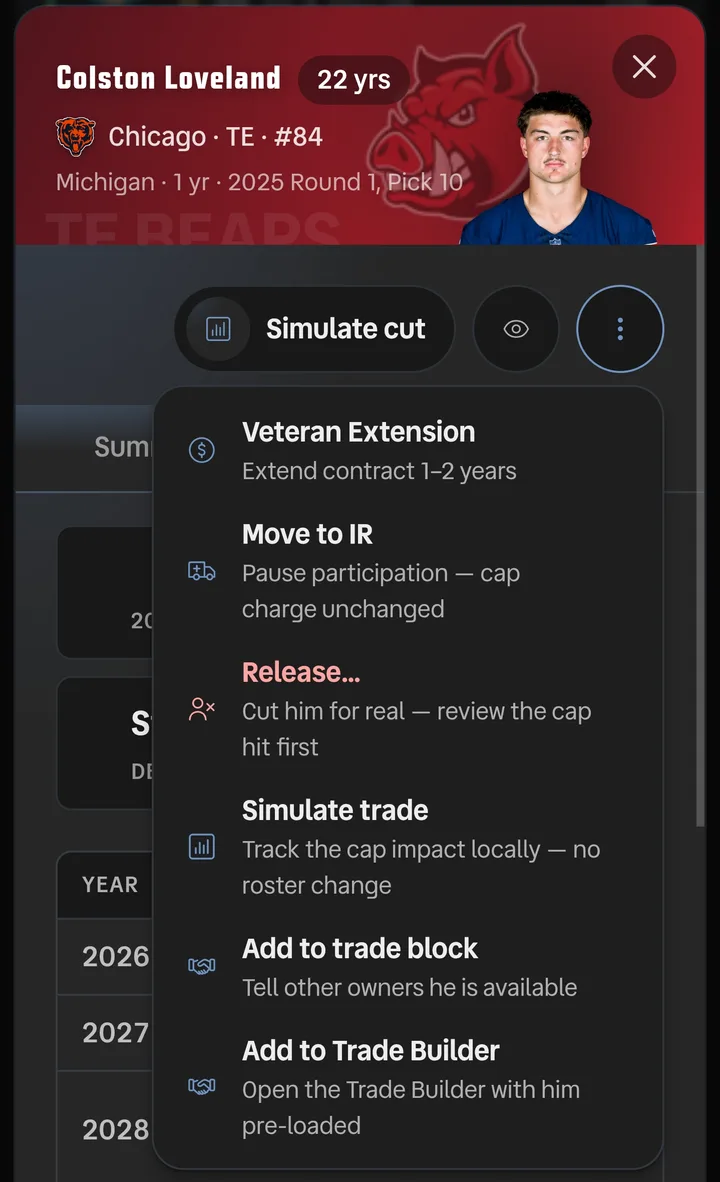 Colston Loveland
22 yrs
Chicago · TE · #84
Michigan · 1 yr · 2025 Round 1, Pick 10
TE BEARS
Simulate cut
Veteran Extension
Extend contract 1–2 years
Move to IR
Pause participation — cap
charge unchanged
Release...
Cut him for real — review the cap
hit first
Simulate trade
Track the cap impact locally — no
roster change
Add to trade block
Tell other owners he is available
Add to Trade Builder
Open the Trade Builder with him
pre-loaded
YEAR
2026
2027
2028